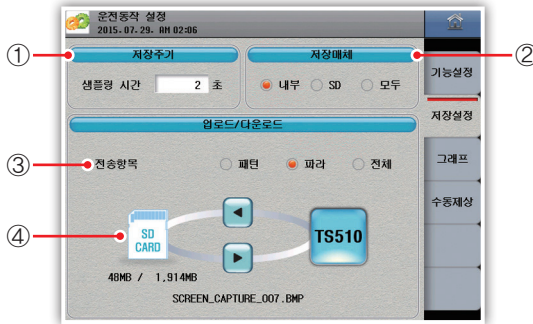 운전동작 설정
2015.07.29. AM 02:06
① 저장주기
저장매체 ②
샘플링 시간 2 초
내부 SD 모두
업로드/다운로드
③ 전송항목 패턴 파라 전체
④ SD CARD
TS510
48MB / 1,914MB
SCREEN_CAPTURE_007.BMP
기능설정
저장설정
그래프
수동제상